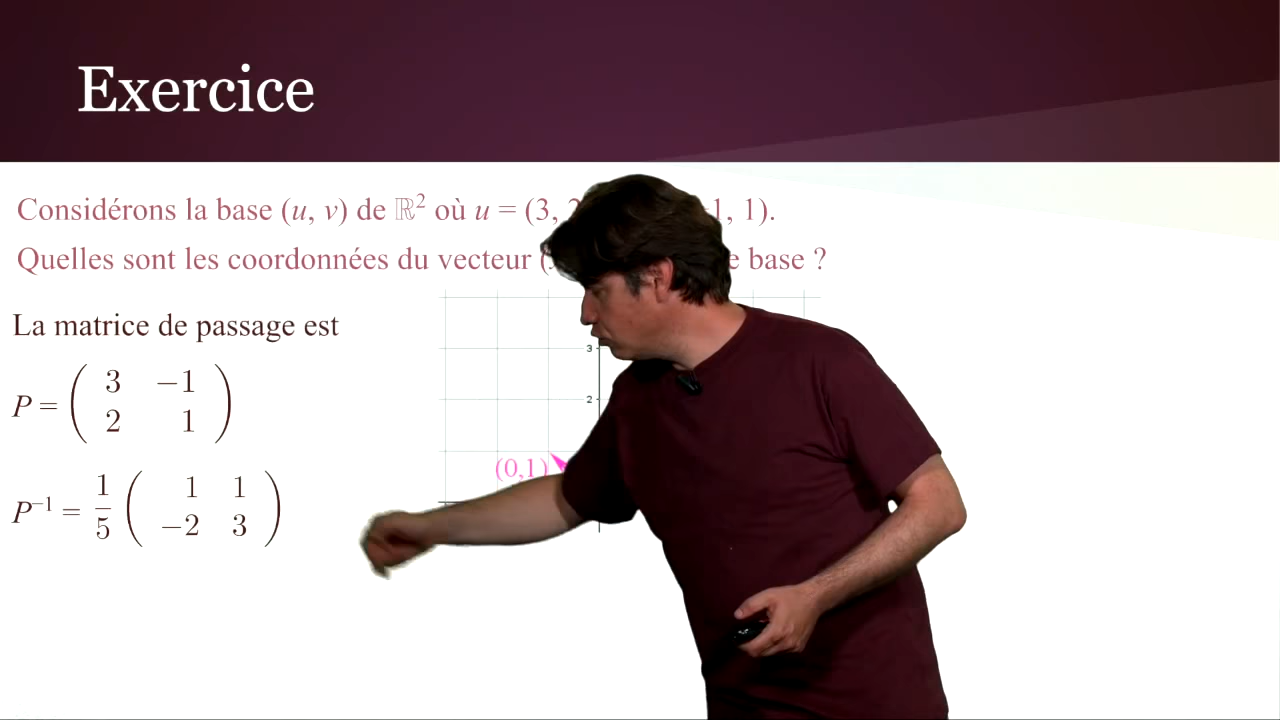 Exercice
Considérons la base (u, v) de ℝ² où u = (3, 1, 1).
Quelles sont les coordonnées du vecteur ( base ?
La matrice de passage est
P = ( 3 −1
2 1 )
P⁻¹ = 1/5 ( 1 1
−2 3 )
3
2
(0,1)